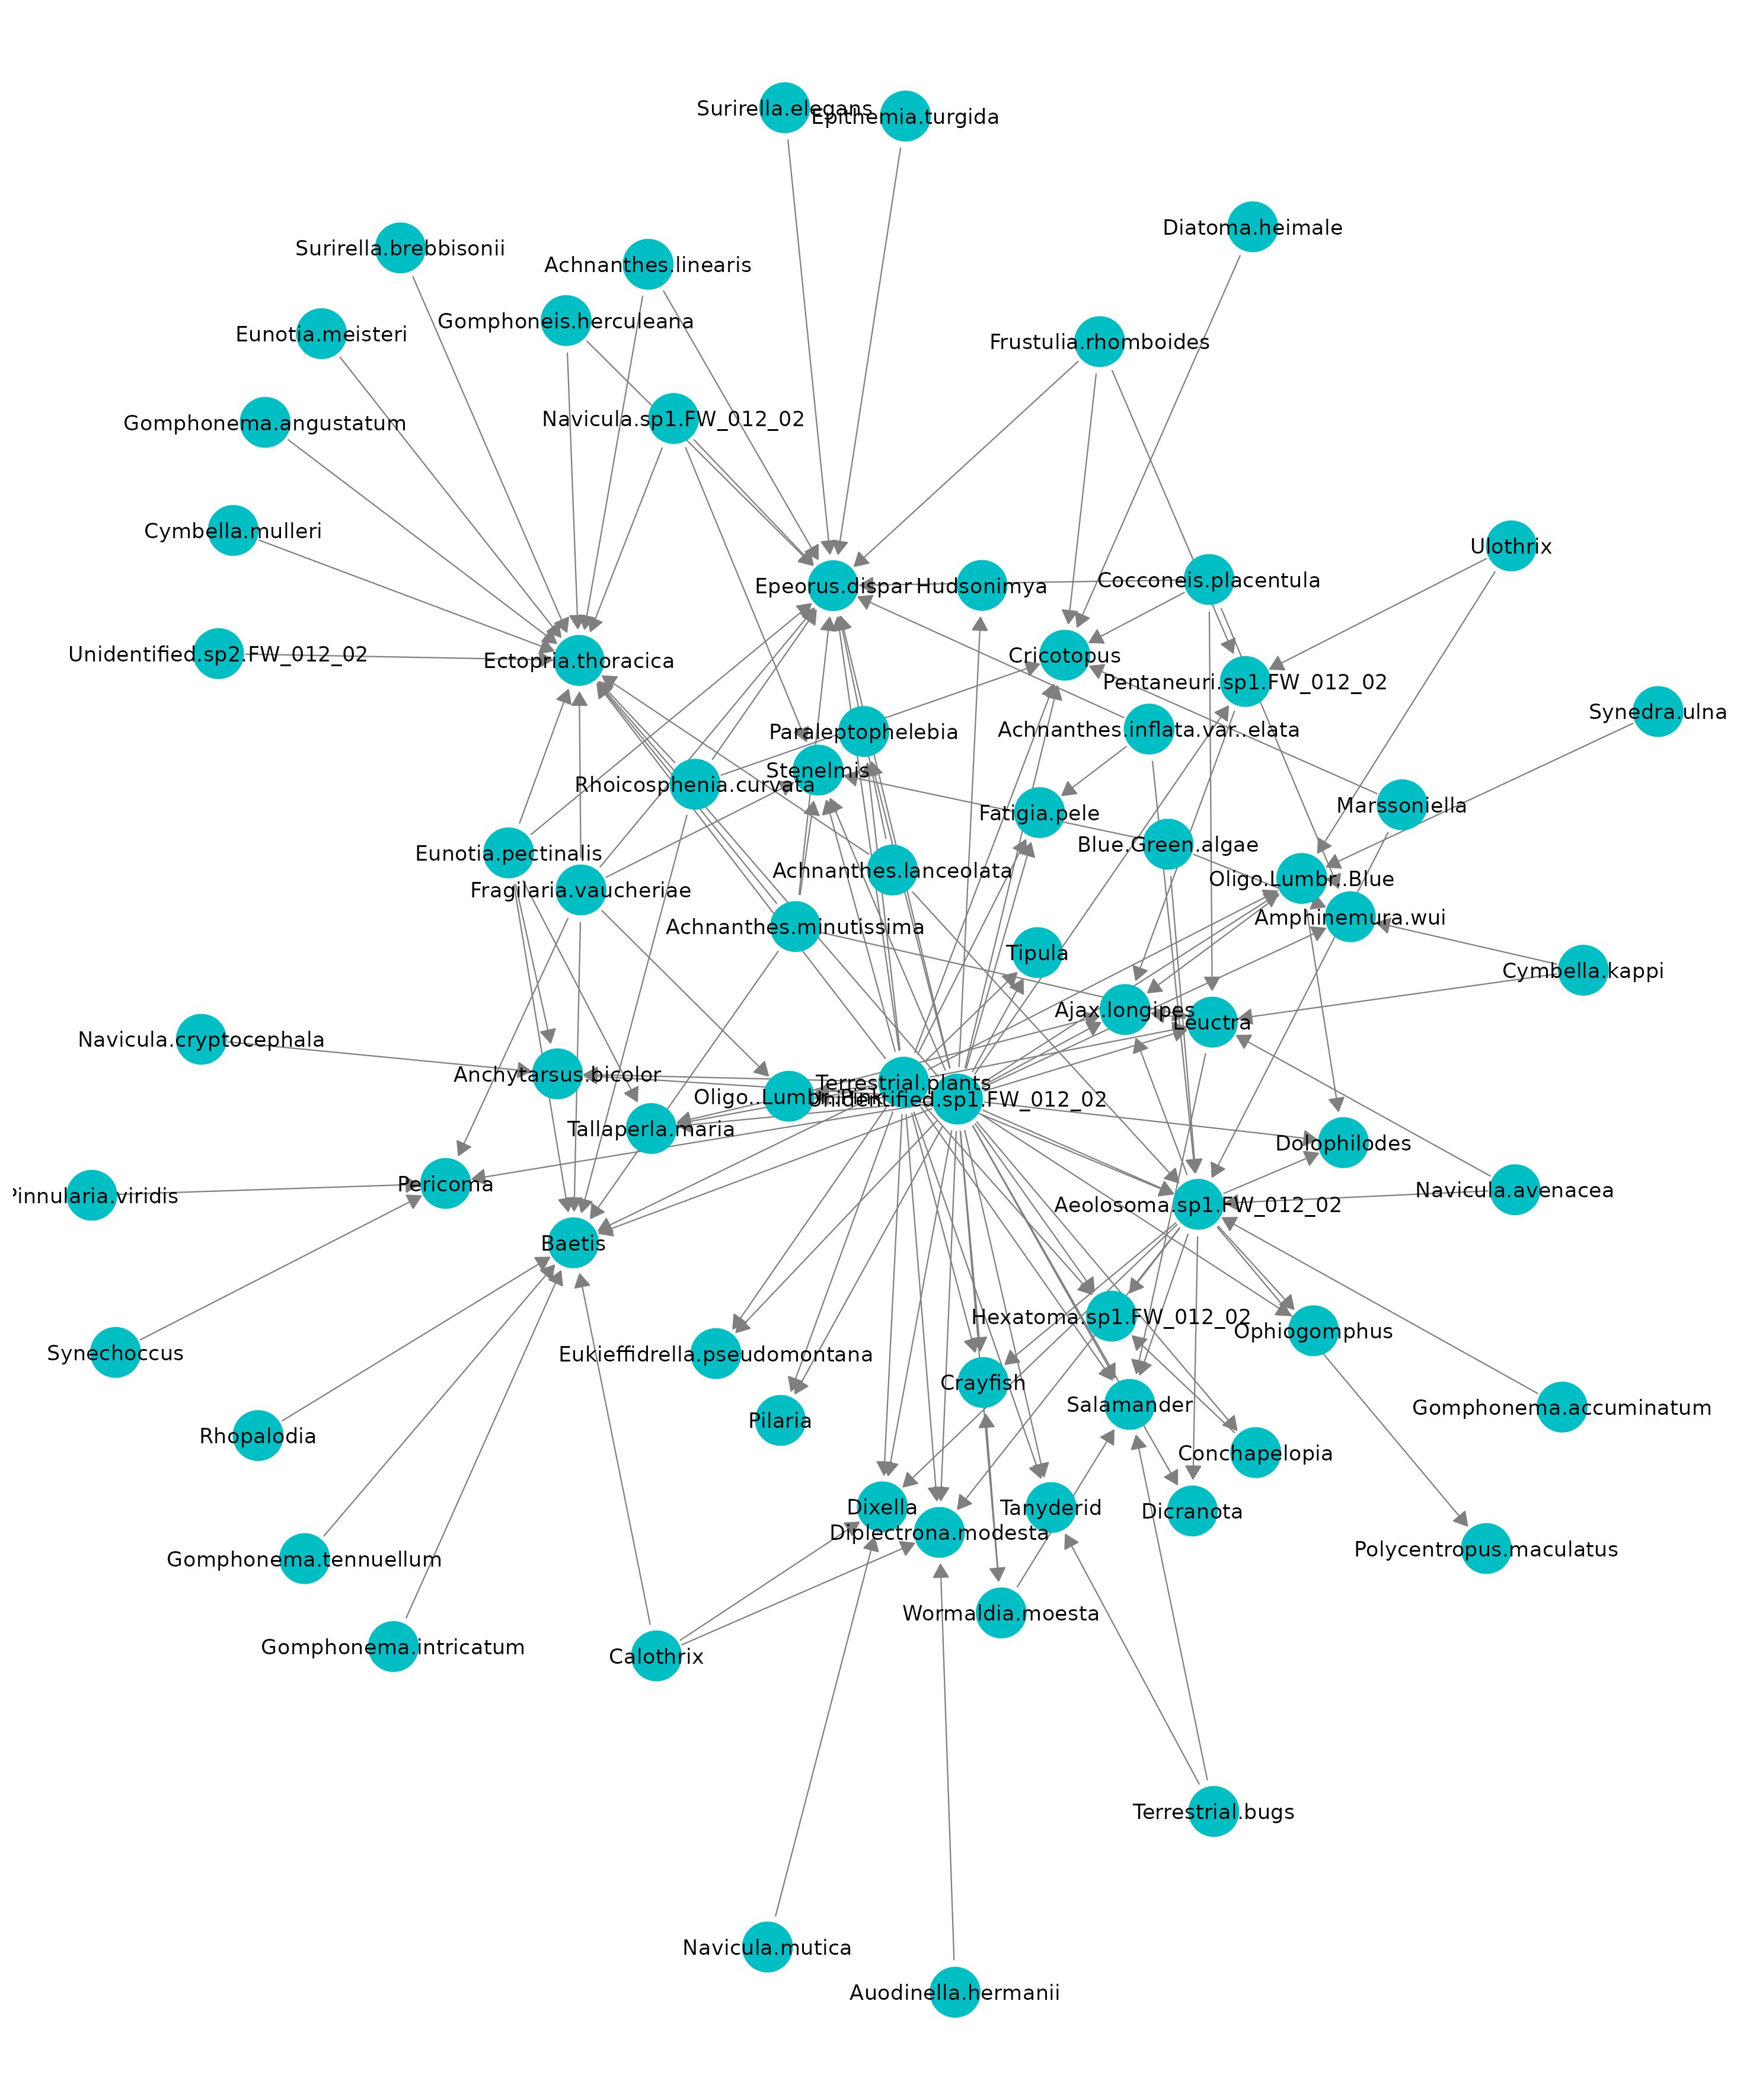 Surirella.elegans
Epithemia.turgida
Diatoma.heimale
Surirella.brebbisonii
Achnanthes.linearis
Gomphoneis.herculeana
Eunotia.meisteri
Frustulia.rhomboides
Navicula.sp1.FW_012_02
Gomphonema.angustatum
Cymbella.mulleri
Ulothrix
Epeorus.dispar
Hudsonimya
Cocconeis.placentula
Unidentified.sp2.FW_012_02
Ectopria.thoracica
Cricotopus
Pentaneuri.sp1.FW_012_02
Synedra.ulna
Paraleptophelebia
Achnanthes.inflata.var..elata
Stenelmis
Rhoicosphenia.curvata
Marssoniella
Fatigia.pele
Blue.Green.algae
Eunotia.pectinalis
Achnanthes.lanceolata
Oligo.Lumbr..Blue
Fragilaria.vaucheriae
Amphinemura.wui
Achnanthes.minutissima
Tipula
Cymbella.kappi
Ajax.longipes
Leuctra
Navicula.cryptocephala
Anchytarsus.bicolor
Terrestrial.plants
Oligo..Lumbr..Pink
Unidentified.sp1.FW_012_02
Tallaperla.maria
Dolophilodes
Pericoma
Pinnularia.viridis
Navicula.avenacea
Aeolosoma.sp1.FW_012_02
Baetis
Hexatoma.sp1.FW_012_02
Ophiogomphus
Synechoccus
Eukieffidrella.pseudomontana
Crayfish
Salamander
Gomphonema.accuminatum
Pilaria
Rhopalodia
Conchapelopia
Dixella
Tanyderid
Dicranota
Diplectrona.modesta
Polycentropus.maculatus
Gomphonema.tennuellum
Wormaldia.moesta
Gomphonema.intricatum
Calothrix
Terrestrial.bugs
Navicula.mutica
Auodinella.hermanii